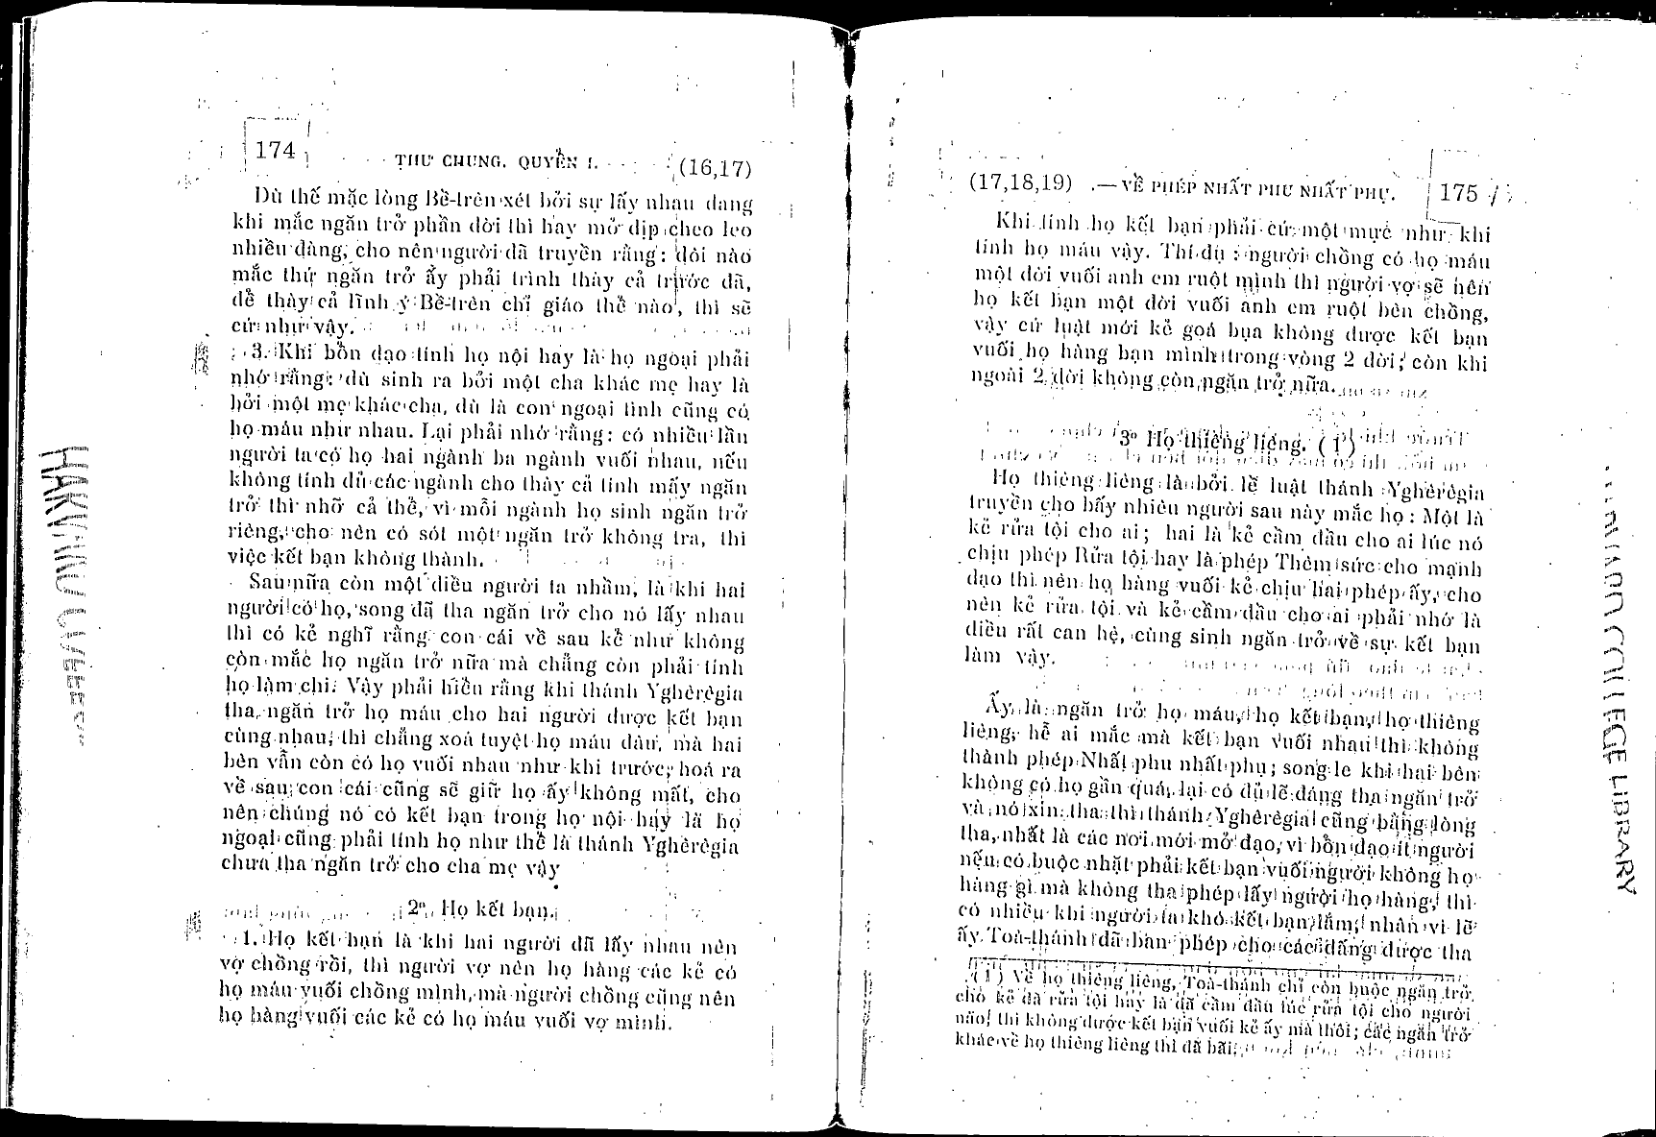 174
THƯ CHUNG. QUYỂN I.
(16,17)
Dù thế mặc lòng Bề-trên xét bởi sự lấy nhau đang
khi mắc ngăn trở phần đời thì hay mở dịp cheo leo
nhiều đàng, cho nên người đã truyền rằng: đôi nào
mắc thứ ngăn trở ấy phải trình thày cả trước đã,
để thày cả lĩnh ý Bề-trên chỉ giáo thể nào, thì sẽ
cứ như vậy.
3. Khi bổn đạo tính họ nội hay là họ ngoại phải
nhớ rằng: dù sinh ra bởi một cha khác mẹ hay là
bởi một mẹ khác cha, dù là con ngoại tình cũng có
họ máu như nhau. Lại phải nhớ rằng: có nhiều lần
người ta có họ hai ngành ba ngành vuối nhau, nếu
không tính đủ các ngành cho thày cả tính mấy ngăn
trở thì nhỡ cả thể, vì mỗi ngành họ sinh ngăn trở
riêng, cho nên có sót một ngăn trở không tra, thì
việc kết bạn không thành.
Sau nữa còn một điều người ta nhầm, là khi hai
người có họ, song đã tha ngăn trở cho nó lấy nhau
thì có kẻ nghĩ rằng con cái về sau kể như không
còn mắc họ ngăn trở nữa mà chẳng còn phải tính
họ làm chi. Vậy phải hiểu rằng khi thánh Yghêrêgia
tha ngăn trở họ máu cho hai người được kết bạn
cùng nhau, thì chẳng xoá tuyệt họ máu đâu, mà hai
bên vẫn còn có họ vuối nhau như khi trước, hoá ra
về sau con cái cũng sẽ giữ họ ấy không mất, cho
nên chúng nó có kết bạn trong họ nội hay là họ
ngoại cũng phải tính họ như thể là thánh Yghêrêgia
chưa tha ngăn trở cho cha mẹ vậy
2º Họ kết bạn.
1. Họ kết bạn là khi hai người đã lấy nhau nên
vợ chồng rồi, thì người vợ nên họ hàng các kẻ có
họ máu vuối chồng mình, mà người chồng cũng nên
họ hàng vuối các kẻ có họ máu vuối vợ mình.
(17,18,19) — VỀ PHÉP NHẤT PHU NHẤT PHỤ.
175
Khi tính họ kết bạn phải cứ một mực như khi
tính họ máu vậy. Thí dụ: người chồng có họ máu
một đời vuối anh em ruột mình thì người vợ sẽ nên
họ kết bạn một đời vuối anh em ruột bên chồng,
vậy cứ luật mới kẻ goá bụa không được kết bạn
vuối họ hàng bạn mình trong vòng 2 đời, còn khi
ngoài 2 đời không còn ngăn trở nữa.
3º Họ thiêng liêng. (1)
Họ thiêng liêng là bởi lề luật thánh Yghêrêgia
truyền cho bấy nhiêu người sau này mắc họ: Một là
kẻ rửa tội cho ai; hai là kẻ cầm đầu cho ai lúc nó
chịu phép Rửa tội hay là phép Thêm sức cho mạnh
đạo thì nên họ hàng vuối kẻ chịu hai phép ấy, cho
nên kẻ rửa tội và kẻ cầm đầu cho ai phải nhớ là
điều rất can hệ, cùng sinh ngăn trở về sự kết bạn
làm vậy.
Ấy là ngăn trở họ máu, họ kết bạn, họ thiêng
liêng, hễ ai mắc mà kết bạn vuối nhau thì không
thành phép Nhất phu nhất phụ; song le khi hai bên
không có họ gần quá, lại có đủ lẽ đáng tha ngăn trở
và nó xin tha thì thánh Yghêrêgia cũng bằng lòng
tha, nhất là các nơi mới mở đạo, vì bổn đạo ít người
nếu có buộc nhặt phải kết bạn vuối người không họ
hàng gì mà không tha phép lấy người họ hàng, thì
có nhiều khi người ta khó kết bạn lắm, nhân vì lẽ
ấy Toà-thánh đã ban phép cho các đấng được tha
(1) Về họ thiêng liêng, Toà-thánh chỉ còn buộc ngăn trở
cho kẻ đã rửa tội hay là đã cầm đầu lúc rửa tội cho người
nào, thì không được kết bạn vuối kẻ ấy mà thôi; các ngăn trở
khác về họ thiêng liêng thì đã bãi.
COLLEGE LIBRARY